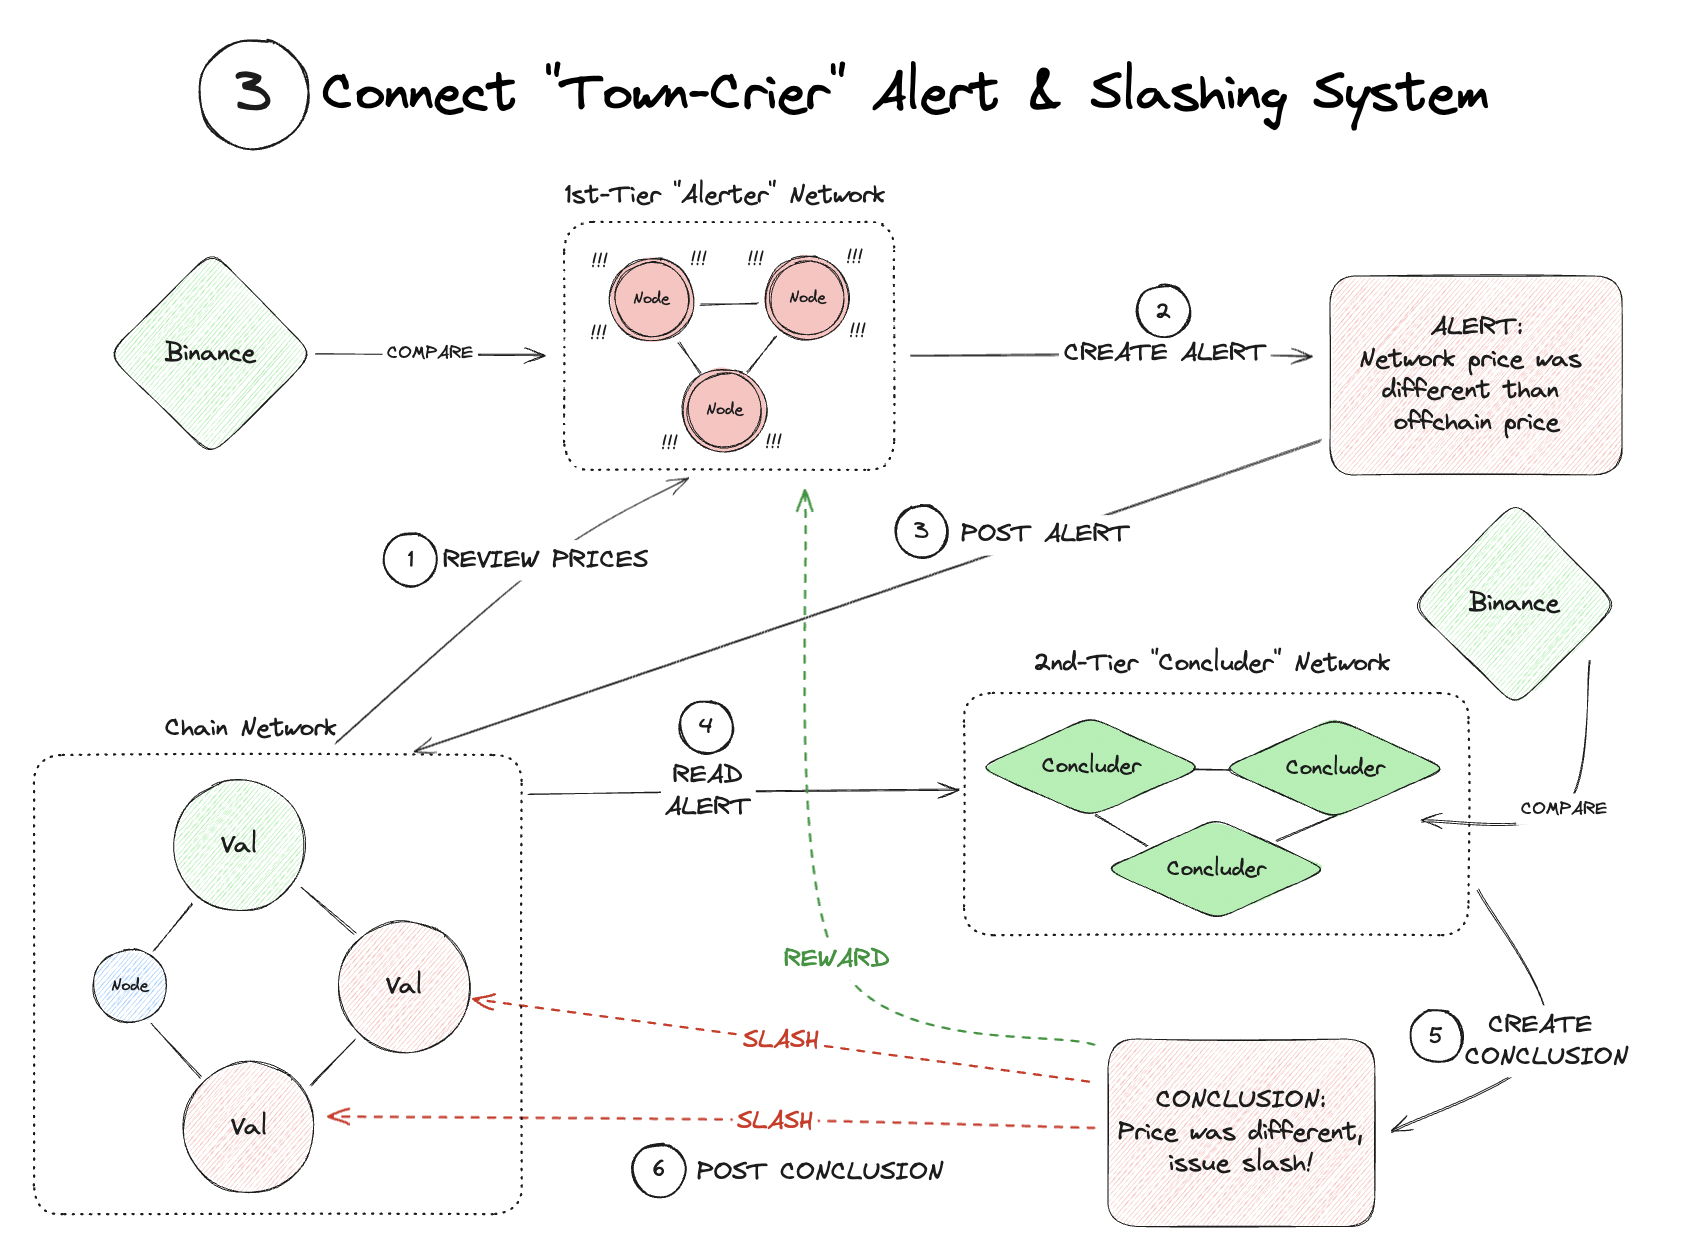 3 Connect "Town-Crier" Alert & Slashing System
1st-Tier "Alerter" Network
!!! !!! !!! !!!
Node Node
!!! !!!
Binance
COMPARE
Node
!!! !!!
2
CREATE ALERT
ALERT:
Network price was
different than
offchain price
1 REVIEW PRICES
3 POST ALERT
Binance
2nd-Tier "Concluder" Network
Concluder
Concluder
Concluder
COMPARE
Chain Network
4
READ
ALERT
Val
Node
Val
Val
REWARD
SLASH
SLASH
5 CREATE
CONCLUSION
CONCLUSION:
Price was different,
issue slash!
6 POST CONCLUSION